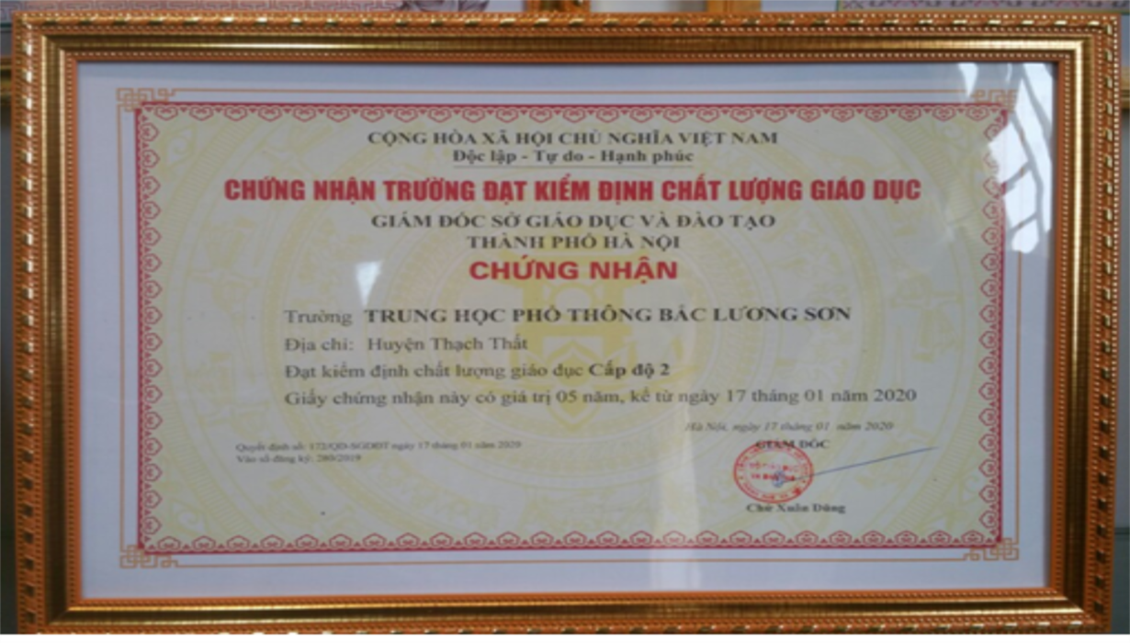 CỘNG HÒA XÃ HỘI CHỦ NGHĨA VIỆT NAM
Độc lập - Tự do - Hạnh phúc
CHỨNG NHẬN TRƯỜNG ĐẠT KIỂM ĐỊNH CHẤT LƯỢNG GIÁO DỤC
GIÁM ĐỐC SỞ GIÁO DỤC VÀ ĐÀO TẠO
THÀNH PHỐ HÀ NỘI
CHỨNG NHẬN
Trường TRUNG HỌC PHỔ THÔNG BẮC LƯƠNG SƠN
Địa chỉ: Huyện Thạch Thất
Đạt kiểm định chất lượng giáo dục Cấp độ 2
Giấy chứng nhận này có giá trị 05 năm, kể từ ngày 17 tháng 01 năm 2020
Hà Nội, ngày 17 tháng 01 năm 2020
Quyết định số: 172/QĐ-SGDĐT ngày 17 tháng 01 năm 2020
Vào sổ đăng ký: 280/2019
GIÁM ĐỐC
Chử Xuân Dũng